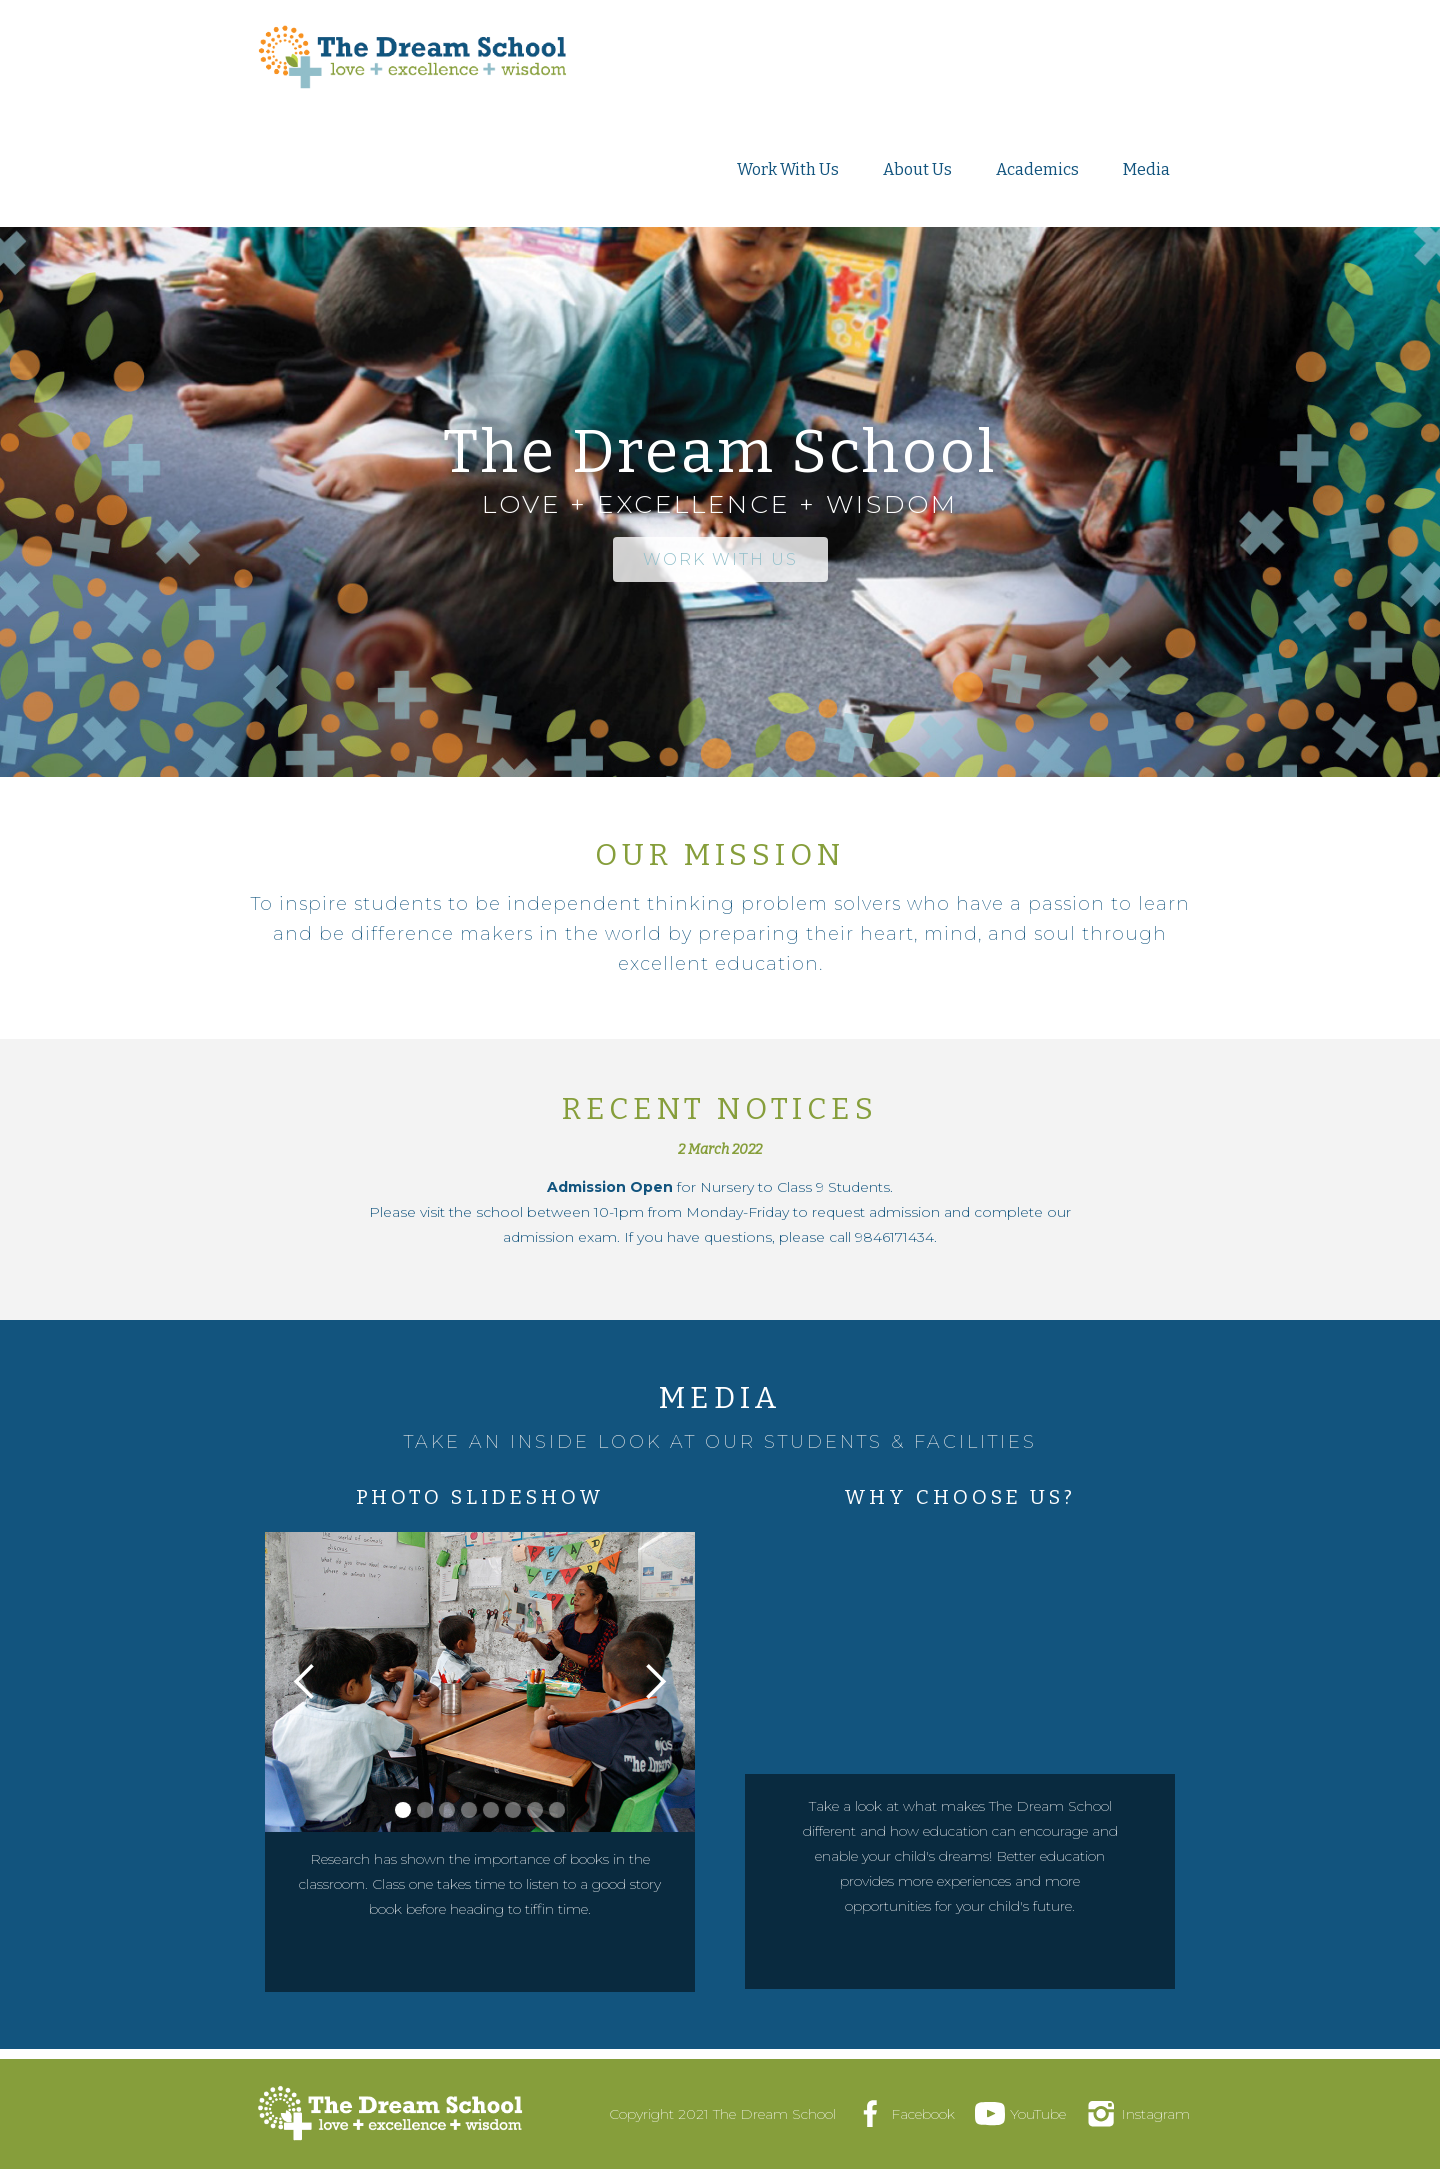 The Dream School
love + excellence + wisdom
Work With Us
About Us
Academics
Media
The Dream School
LOVE + EXCELLENCE + WISDOM
WORK WITH US
OUR MISSION
To inspire students to be independent thinking problem solvers who have a passion to learn
and be difference makers in the world by preparing their heart, mind, and soul through
excellent education.
RECENT NOTICES
2 March 2022
Admission Open for Nursery to Class 9 Students.
Please visit the school between 10-1pm from Monday-Friday to request admission and complete our
admission exam. If you have questions, please call 9846171434.
MEDIA
TAKE AN INSIDE LOOK AT OUR STUDENTS & FACILITIES
PHOTO SLIDESHOW
READ
LEARN
The Dream
Research has shown the importance of books in the
classroom. Class one takes time to listen to a good story
book before heading to tiffin time.
WHY CHOOSE US?
Take a look at what makes The Dream School
different and how education can encourage and
enable your child's dreams! Better education
provides more experiences and more
opportunities for your child's future.
The Dream School
love + excellence + wisdom
Copyright 2021 The Dream School
Facebook
YouTube
Instagram